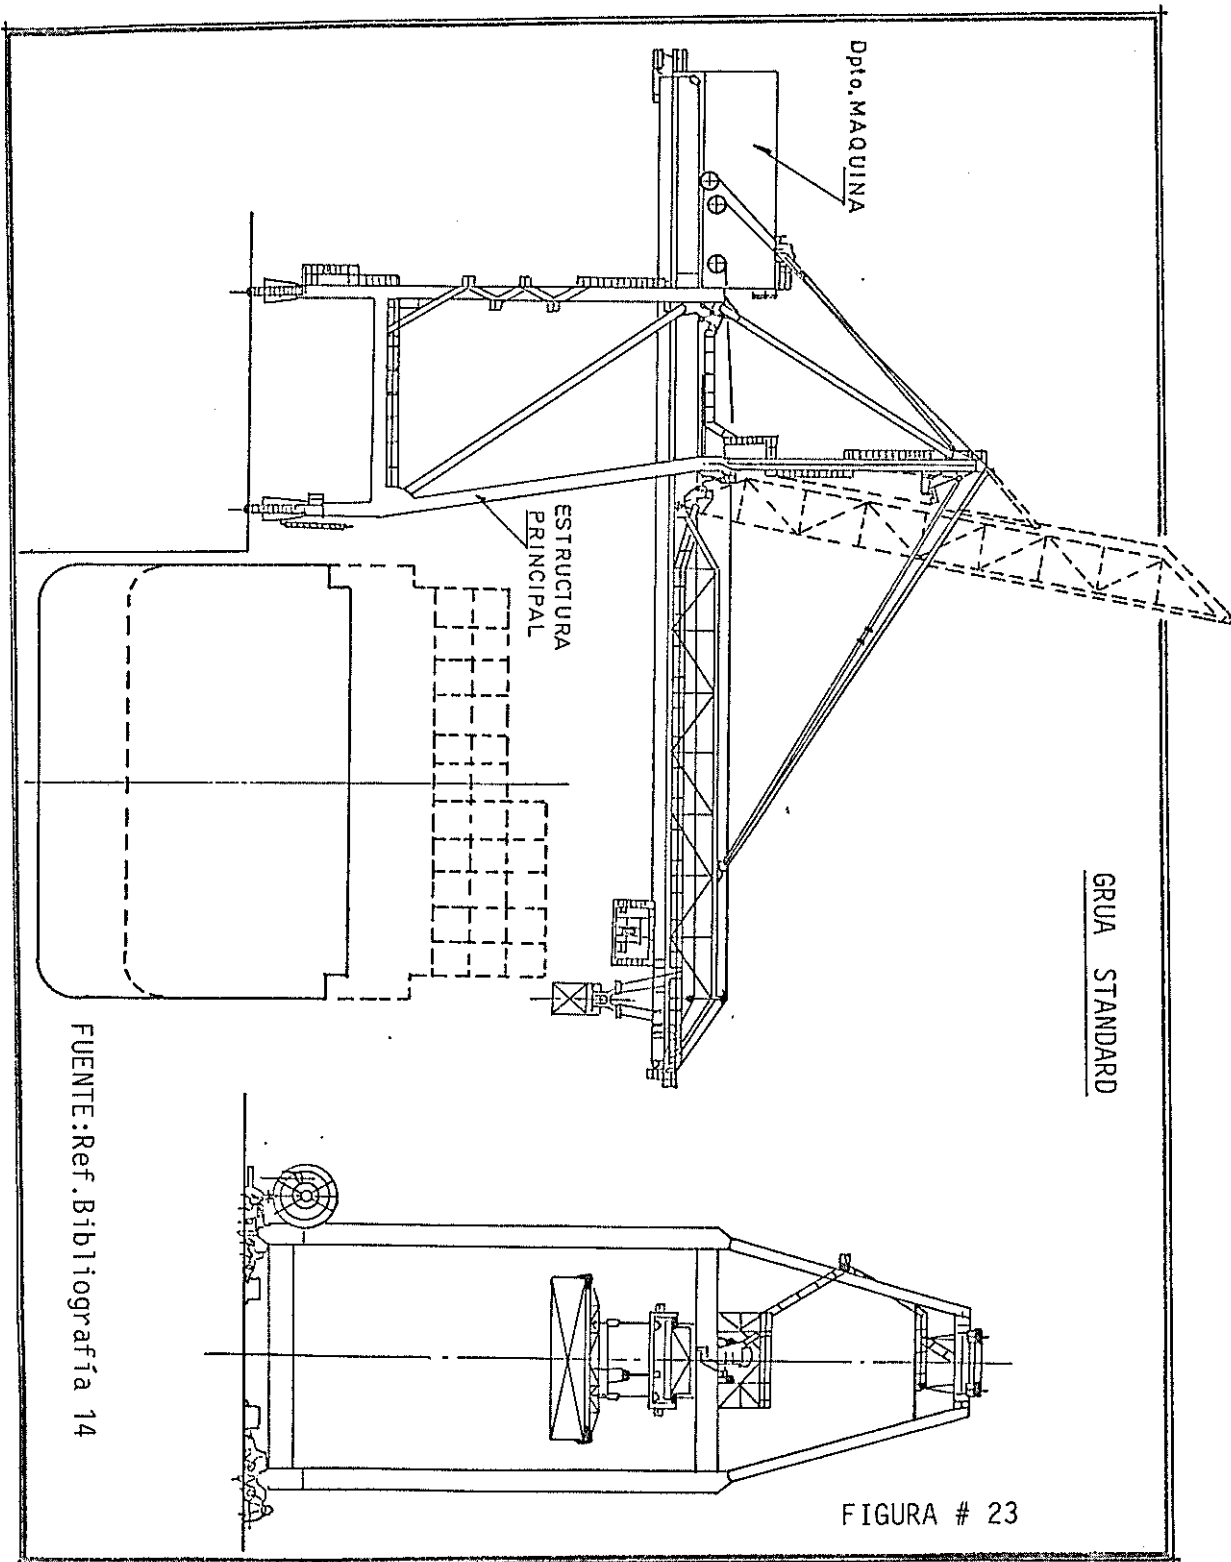 GRUA STANDARD
Dpto.MAQUINA
ESTRUCTURA
PRINCIPAL
FUENTE:Ref.Bibliografía 14
FIGURA # 23